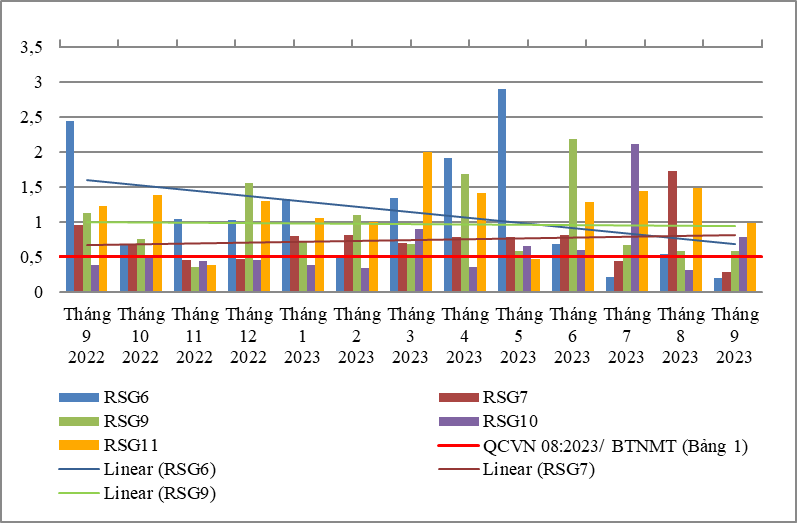 3,5
3
2,5
2
1,5
1
0,5
0
Tháng Tháng Tháng Tháng Tháng Tháng Tháng Tháng Tháng Tháng Tháng Tháng Tháng
9 10 11 12 1 2 3 4 5 6 7 8 9
2022 2022 2022 2022 2023 2023 2023 2023 2023 2023 2023 2023 2023
RSG6 RSG7
RSG9 RSG10
RSG11 QCVN 08:2023/ BTNMT (Bảng 1)
Linear (RSG6) Linear (RSG7)
Linear (RSG9)